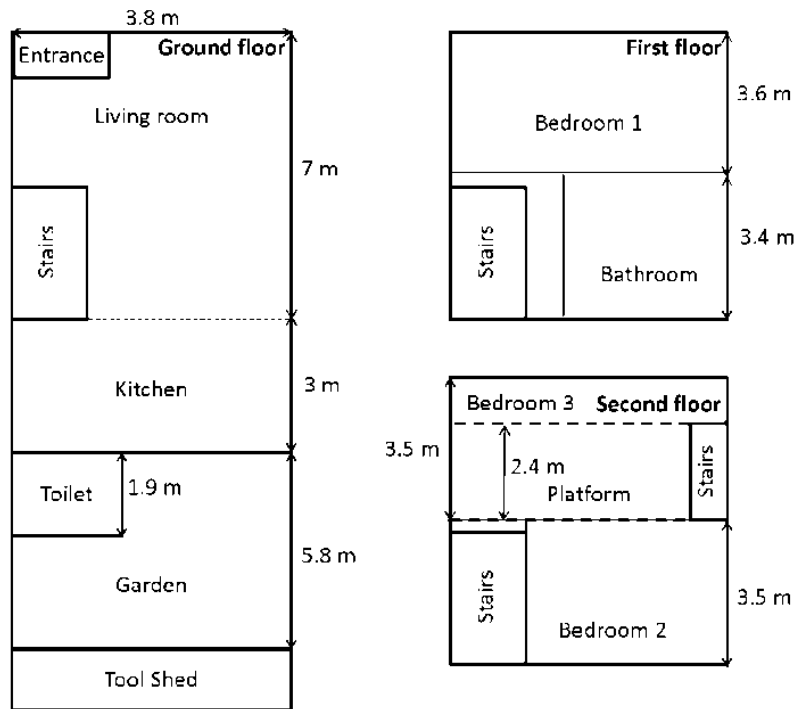 3.8 m
Entrance
Ground floor
Living room
7 m
Stairs
Kitchen
3 m
Toilet
1.9 m
5.8 m
Garden
Tool Shed
First floor
3.6 m
Bedroom 1
Stairs
3.4 m
Bathroom
Bedroom 3
Second floor
3.5 m
2.4 m
Platform
Stairs
Stairs
3.5 m
Bedroom 2